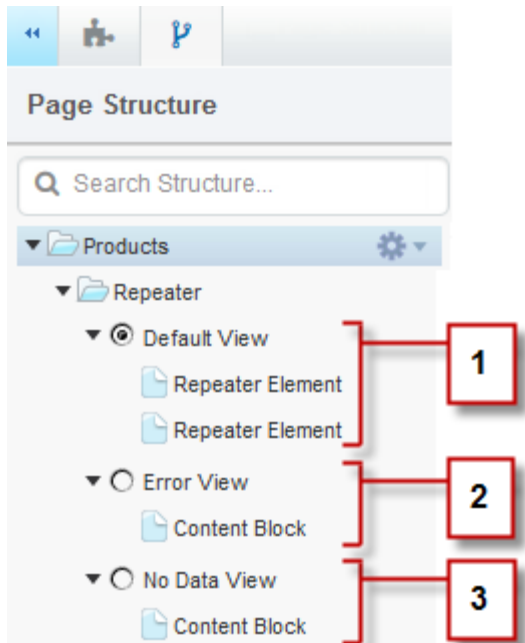 Page Structure
Search Structure...
Products
Repeater
Default View
Repeater Element
Repeater Element
1
Error View
Content Block
2
No Data View
Content Block
3